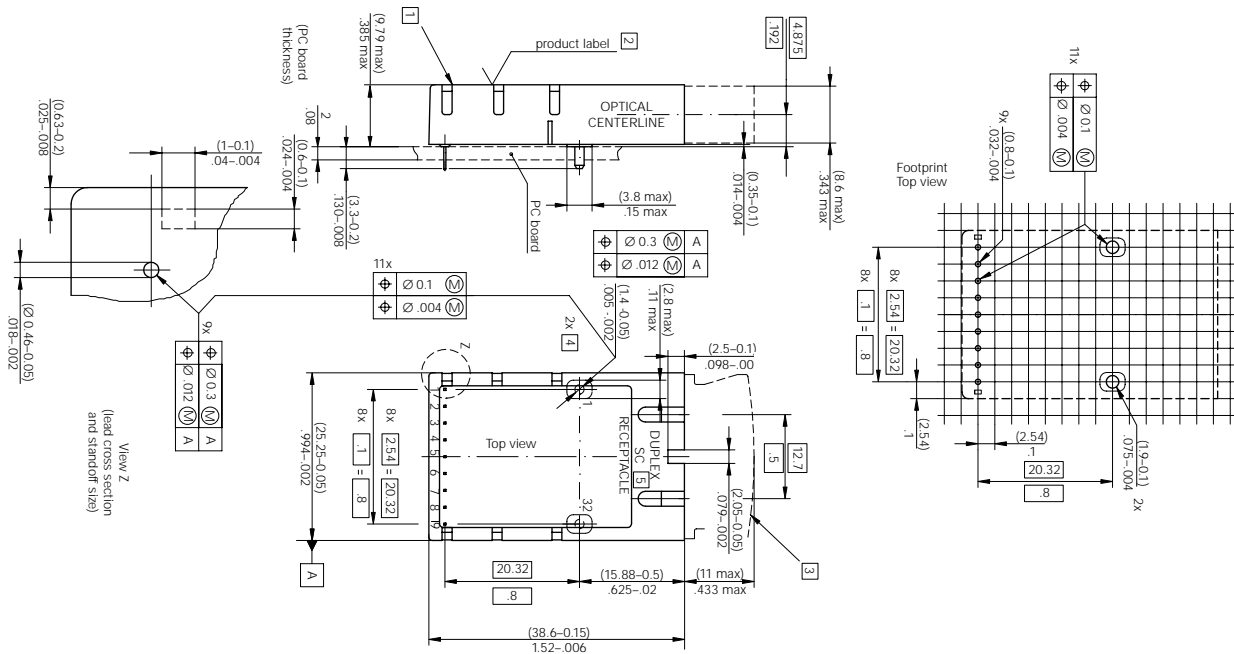 (9.79 max)
.385 max
1
product label
2
4.875
.192
OPTICAL
CENTERLINE
(PC board
thickness)
2
.08
(0.6–0.1)
.024–.004
(3.3–0.2)
.130–.008
PC board
(3.8 max)
.15 max
(0.35–0.1)
.014–.004
(8.6 max)
.343 max
(0.63–0.2)
.025–.008
(1–0.1)
.04–.004
(Ø 0.46–0.05)
.018–.002
9x
Ø 0.3 M A
Ø .012 M A
View Z
(lead cross section
and standoff size)
11x
Ø 0.1 M
Ø .004 M
Ø 0.3 M A
Ø .012 M A
(1.4 -0.05)
.005 -.002
2x 4
(2.8 max)
.11 max
(2.5–0.1)
.098–.00
Z
1
2
3
4
5
6
7
8
9
1
32
Top view
DUPLEX
SC 5
RECEPTACLE
12.7
.5
(2.05–0.05)
.079–.002
3
8x 2.54 = 20.32
8x .1 = .8
(25.25–0.05)
.994–.002
A
20.32
.8
(15.88–0.5)
.625–.02
(11 max)
.433 max
(38.6–0.15)
1.52–.006
11x
Ø 0.1 M
Ø .004 M
9x (0.8–0.1)
.032–.004
Footprint
Top view
8x 2.54 = 20.32
8x .1 = .8
(2.54)
.1
(2.54)
.1
20.32
.8
(1.9–0.1)
.075–.004
2x